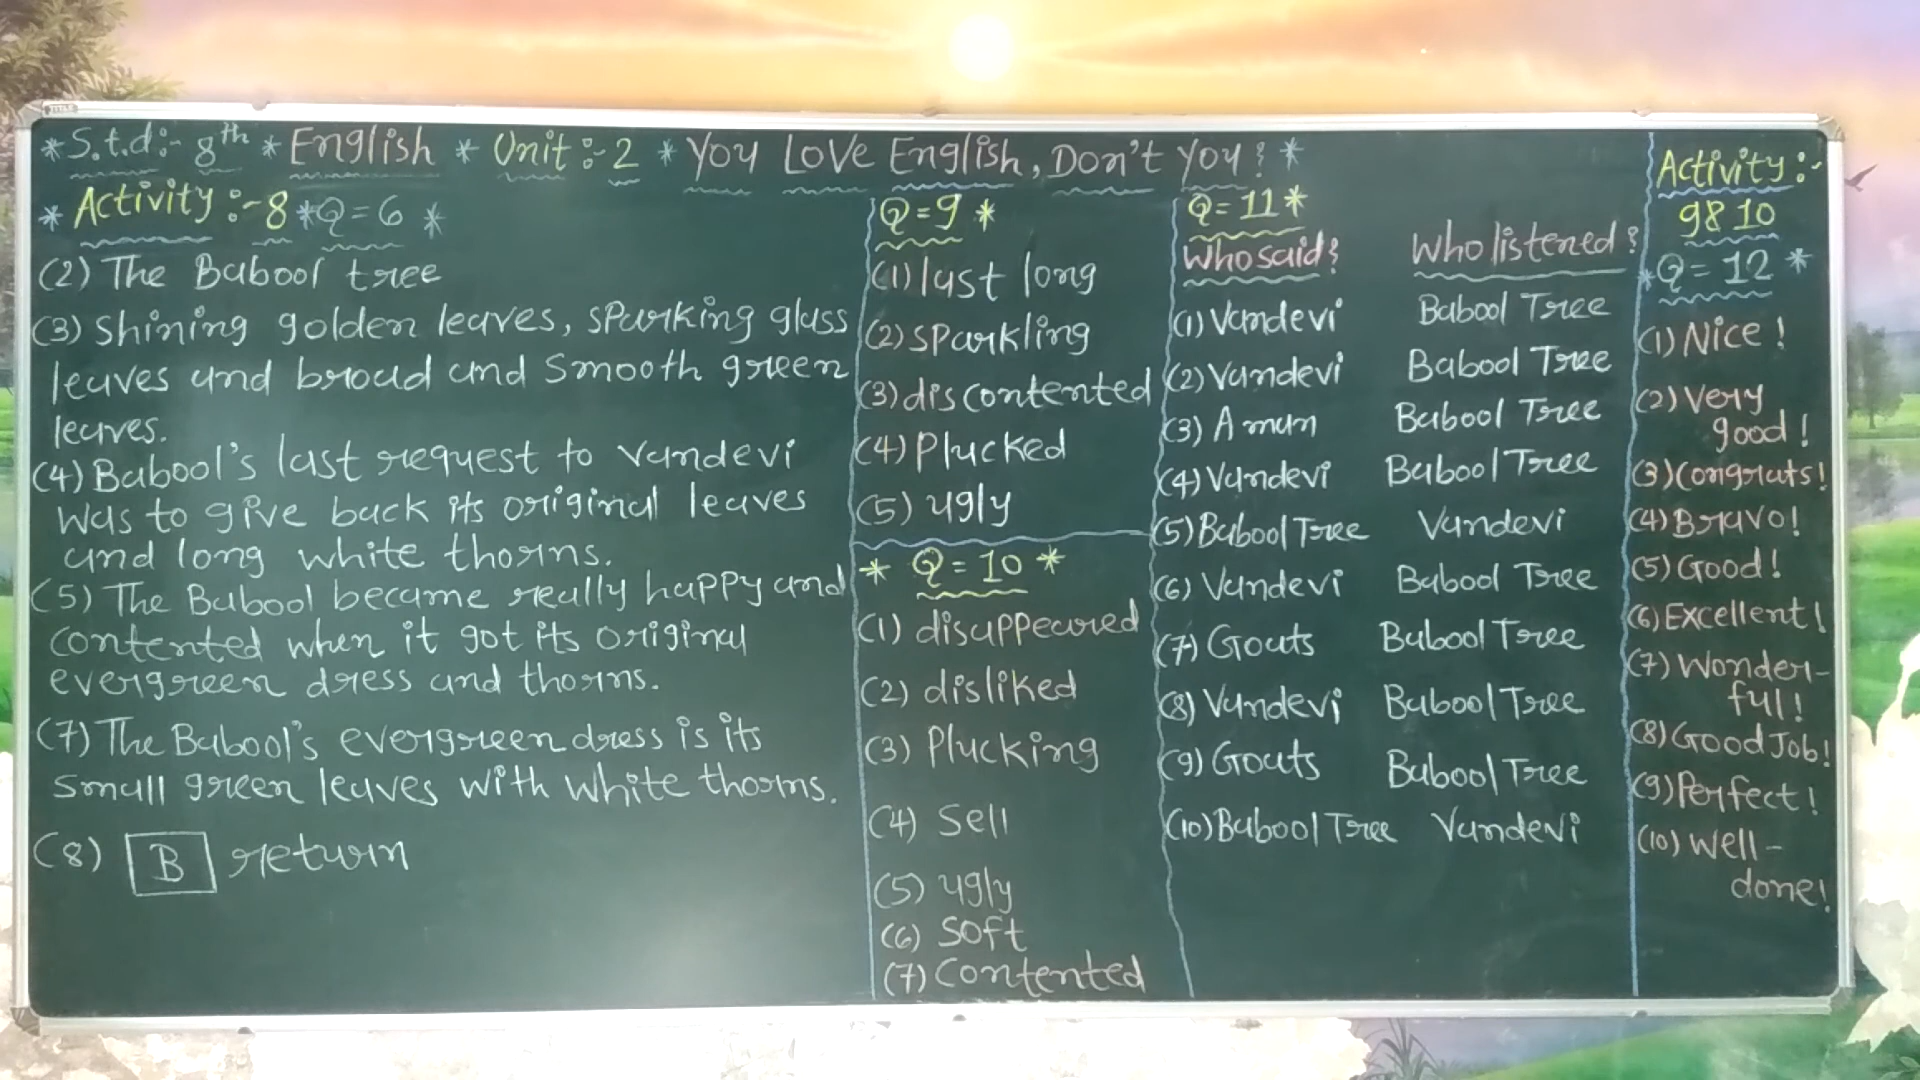 *S.t.d:- 8th * English * Unit :- 2 * You Love English, Don't you? *
* Activity :- 8 * Q = 6 *
(2) The Babool tree
(3) Shining golden leaves, sparking glass
leaves and broad and smooth green
leaves.
(4) Babool's last request to Vandevi
was to give back its original leaves
and long white thorns.
(5) The Babool became really happy and
contented when it got its original
evergreen dress and thorns.
(7) The Babool's evergreen dress is its
small green leaves with white thorns.
(8) B return
Q = 9 *
(1) last long
(2) sparkling
(3) discontented
(4) Plucked
(5) ugly
* Q = 10 *
(1) disappeared
(2) disliked
(3) Plucking
(4) Sell
(5) ugly
(6) Soft
(7) Contented
Q = 11 *
Who said? Who listened?
(1) Vandevi Babool Tree
(2) Vandevi Babool Tree
(3) A man Babool Tree
(4) Vandevi Babool Tree
(5) Babool Tree Vandevi
(6) Vandevi Babool Tree
(7) Goats Babool Tree
(8) Vandevi Babool Tree
(9) Goats Babool Tree
(10) Babool Tree Vandevi
Activity :-
9 & 10
* Q = 12 *
(1) Nice!
(2) Very
good!
(3) Congrats!
(4) Bravo!
(5) Good!
(6) Excellent!
(7) Wonder-
ful!
(8) Good Job!
(9) Perfect!
(10) Well-
done!